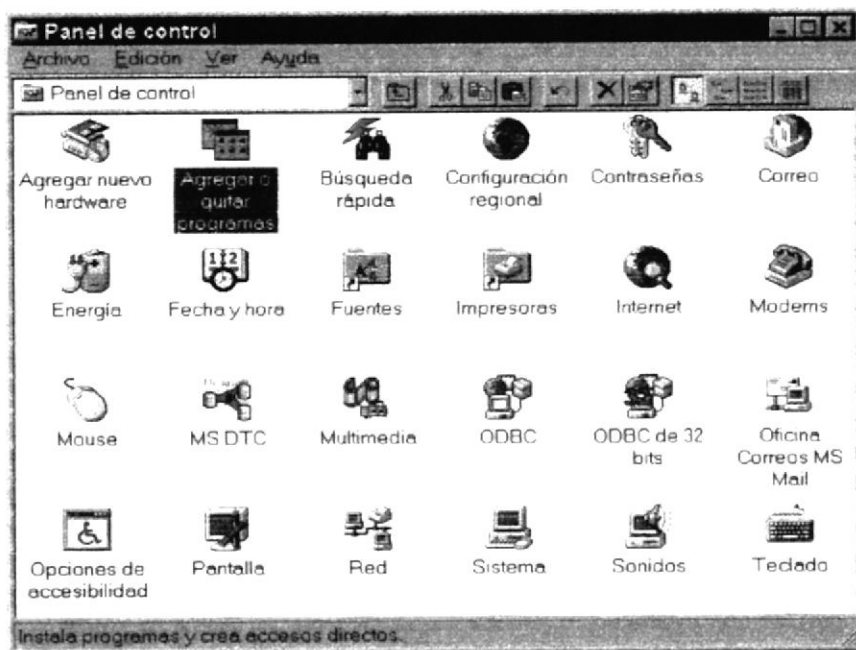 Panel de control
Archivo Edición Ver Ayuda
Panel de control
Agregar nuevo hardware
Agregar o quitar programas
Búsqueda rápida
Configuración regional
Contraseñas
Correo
Energía
Fecha y hora
Fuentes
Impresoras
Internet
Modems
Mouse
MS DTC
Multimedia
ODBC
ODBC de 32 bits
Oficina Correos MS Mail
Opciones de accesibilidad
Pantalla
Red
Sistema
Sonidos
Teclado
Instala programas y crea accesos directos.